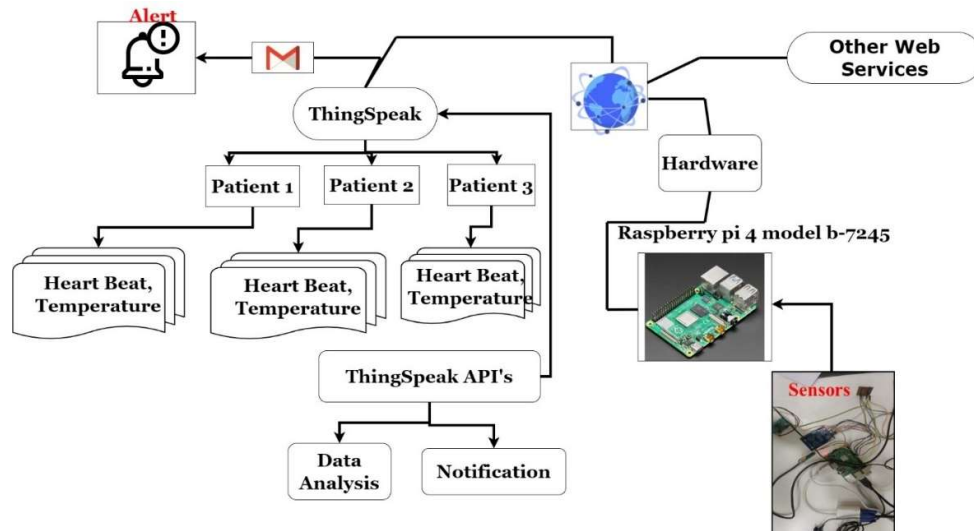 Alert
Other Web
Services
ThingSpeak
Hardware
Patient 1
Patient 2
Patient 3
Raspberry pi 4 model b-7245
Heart Beat,
Temperature
Heart Beat,
Temperature
Heart Beat,
Temperature
ThingSpeak API's
Sensors
Data
Analysis
Notification